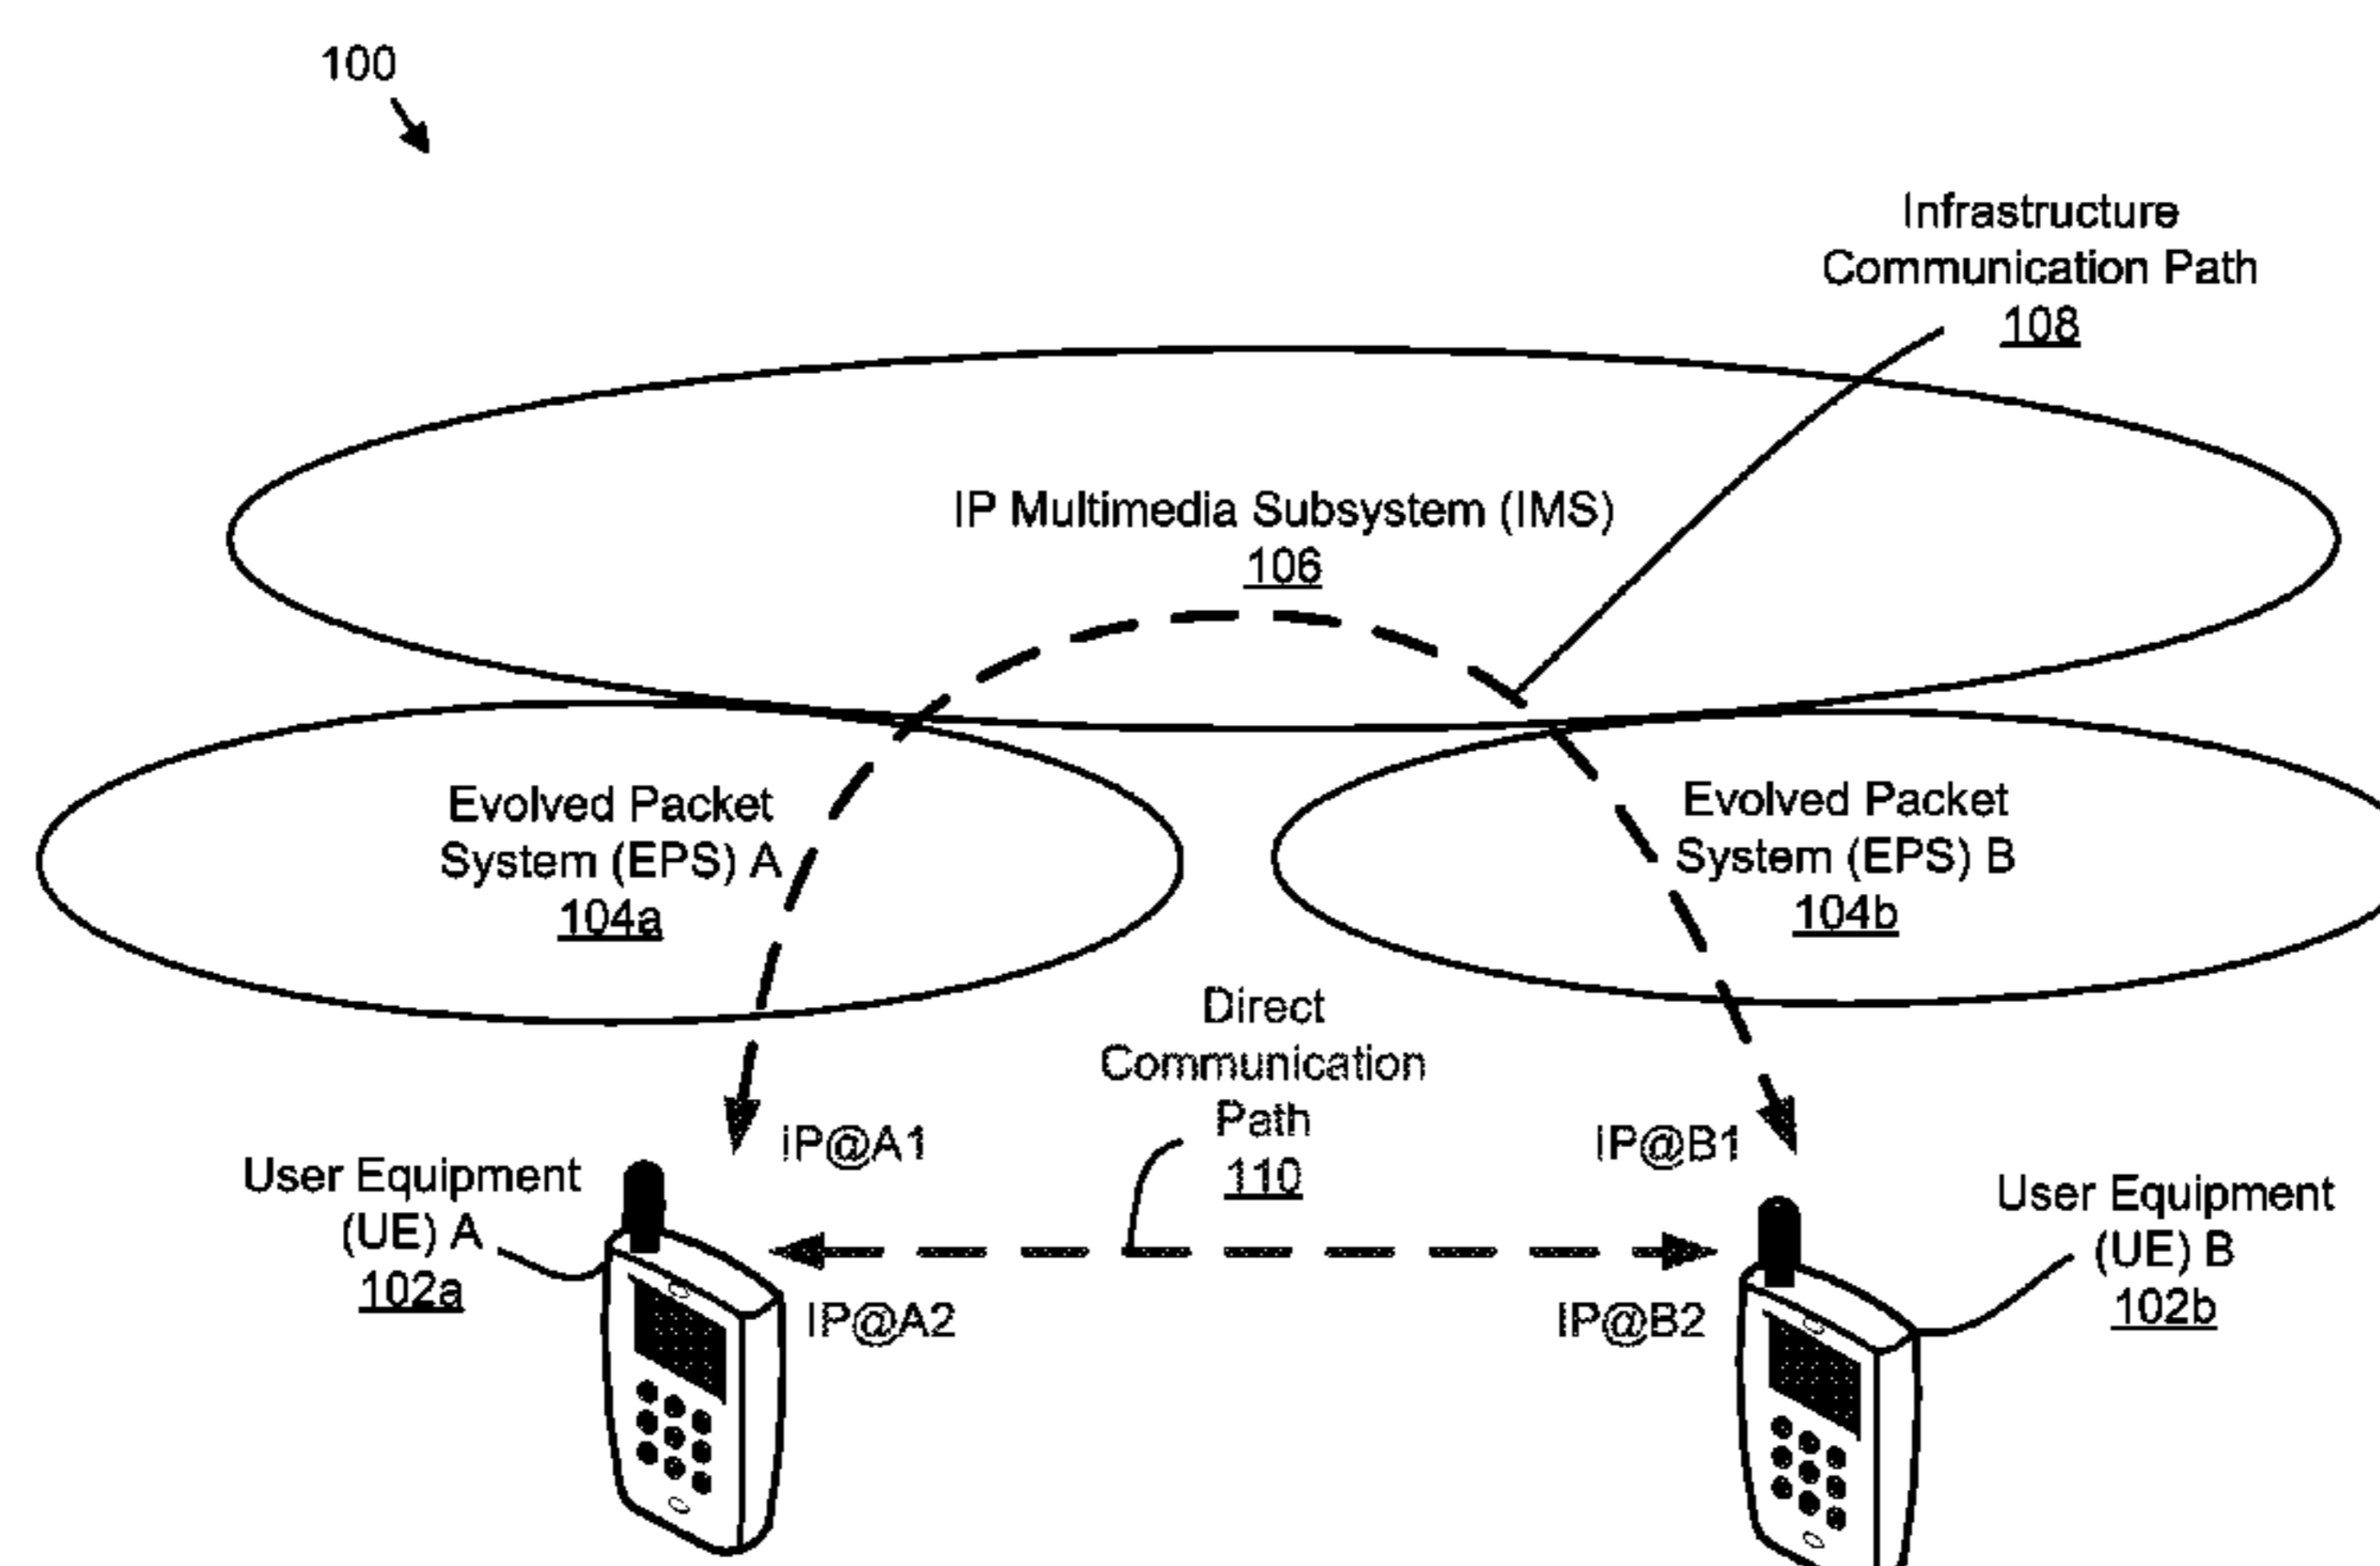 100
Infrastructure
Communication Path
108
IP Multimedia Subsystem (IMS)
106
Evolved Packet
System (EPS) A
104a
Evolved Packet
System (EPS) B
104b
Direct
Communication
Path
110
IP@A1
IP@B1
User Equipment
(UE) A
102a
User Equipment
(UE) B
102b
IP@A2
IP@B2